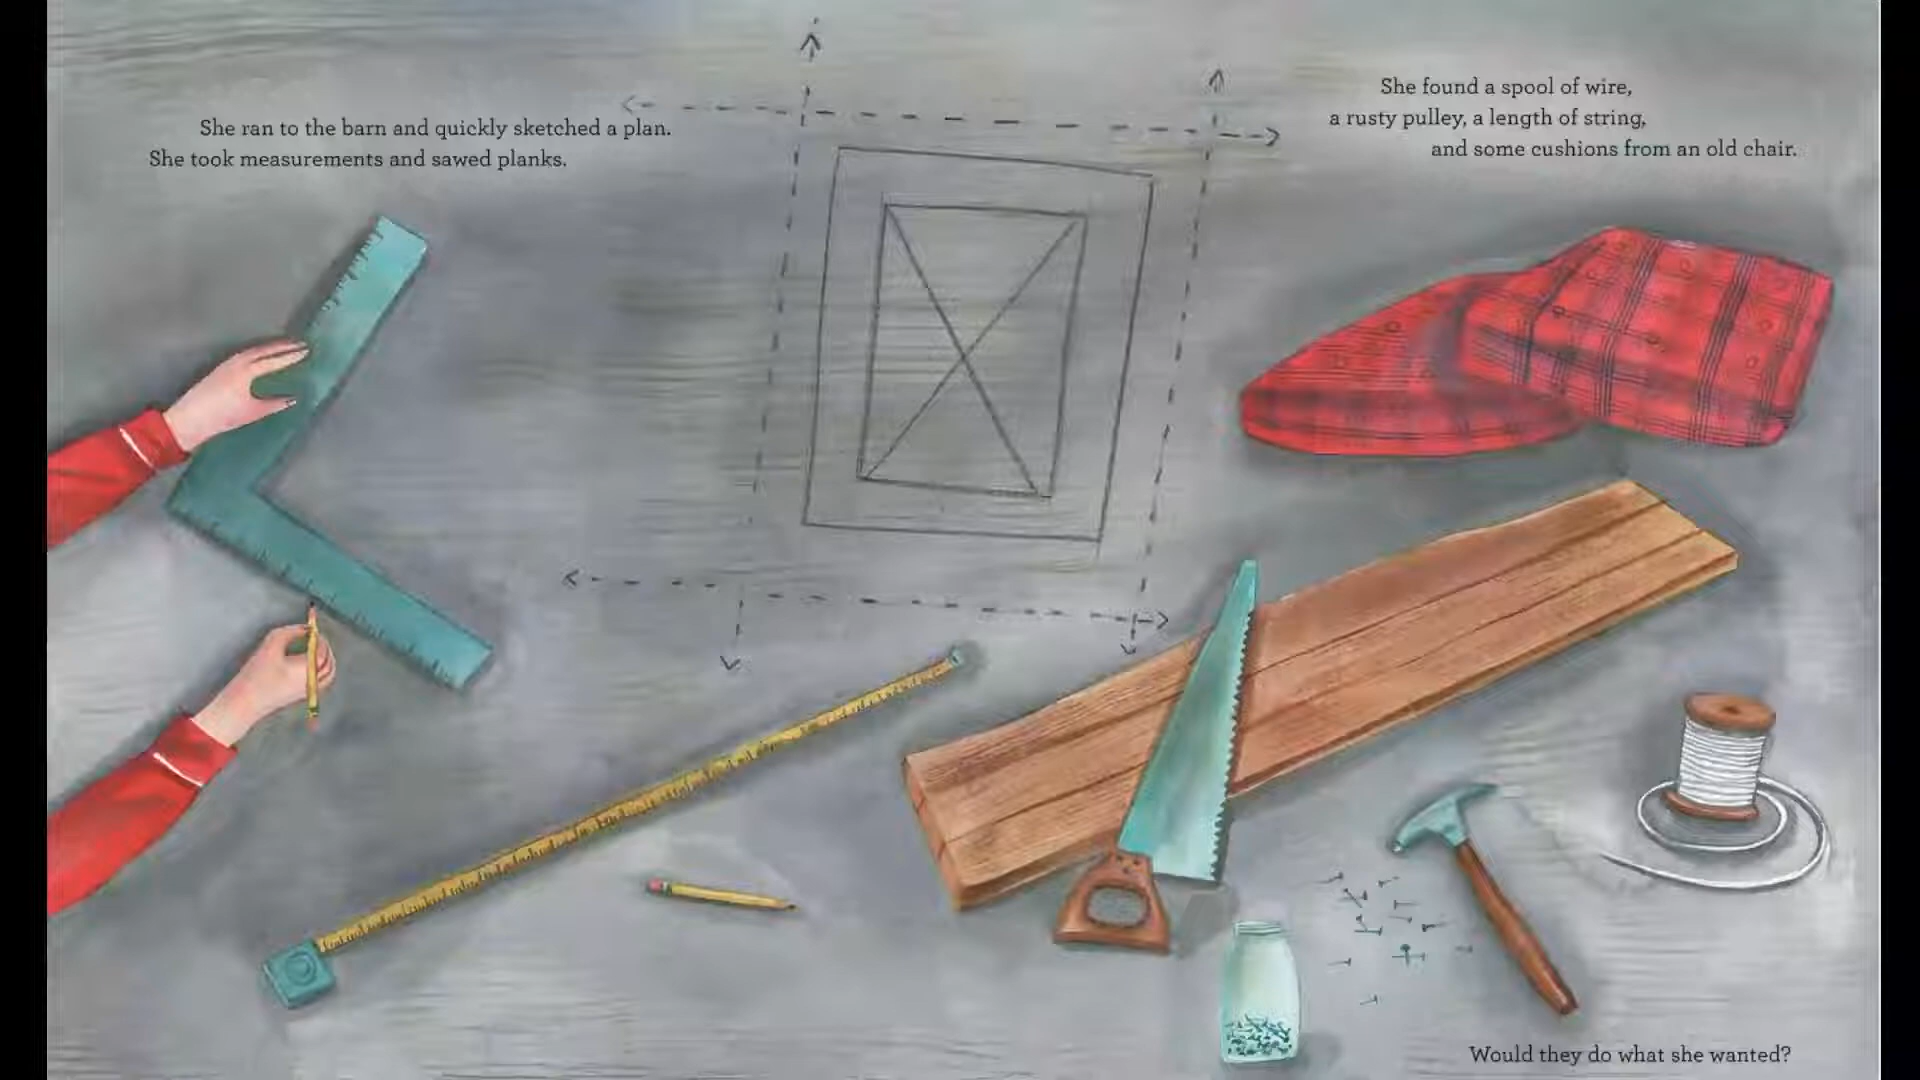 She ran to the barn and quickly sketched a plan.
She took measurements and sawed planks.
She found a spool of wire,
a rusty pulley, a length of string,
and some cushions from an old chair.
Would they do what she wanted?